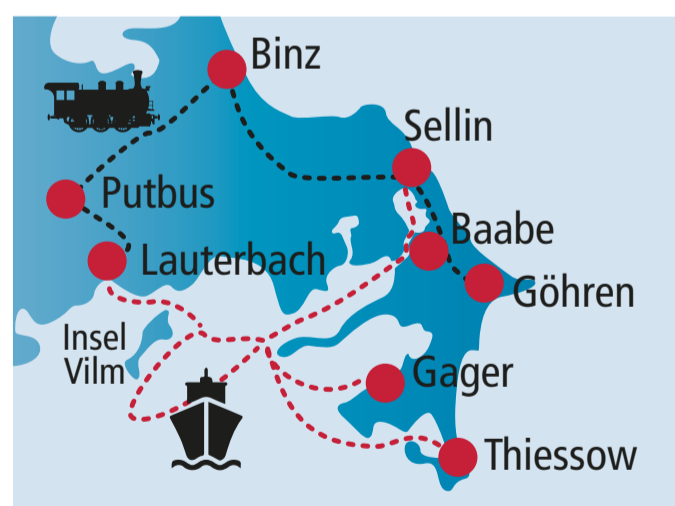 Binz
Sellin
Putbus
Baabe
Lauterbach
Göhren
Insel
Vilm
Gager
Thiessow